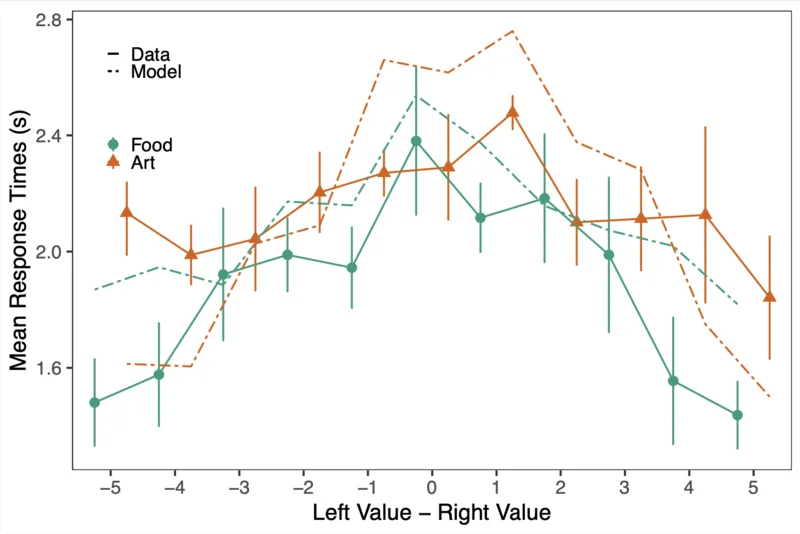 2.8
Data
Model
2.4
Food
Art
2.0
1.6
Mean Response Times (s)
−5 −4 −3 −2 −1 0 1 2 3 4 5
Left Value − Right Value